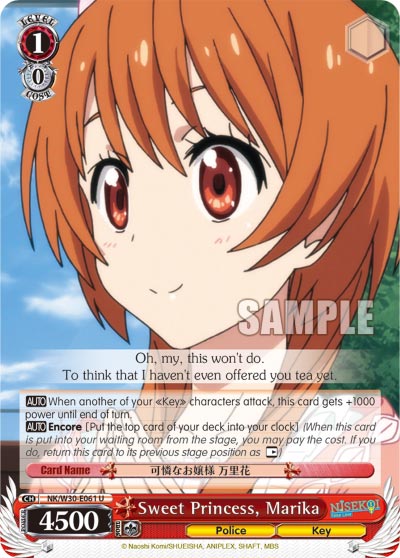 LEVEL
1
0
COST
SAMPLE
Oh, my, this won't do.
To think that I haven't even offered you tea yet.
AUTO When another of your <Key> characters attack, this card gets +1000
power until end of turn.
AUTO Encore [Put the top card of your deck into your clock] (When this card
is put into your waiting room from the stage, you may pay the cost. If you
do, return this card to its previous stage position as
Card Name 可憐なお嬢様 万里花
CH NK/W30-E061 U
POWER 4500 SOUL Sweet Princess, Marika NISEKOI
Police Key
© Naoshi Komi/SHUEISHA, ANIPLEX, SHAFT, MBS